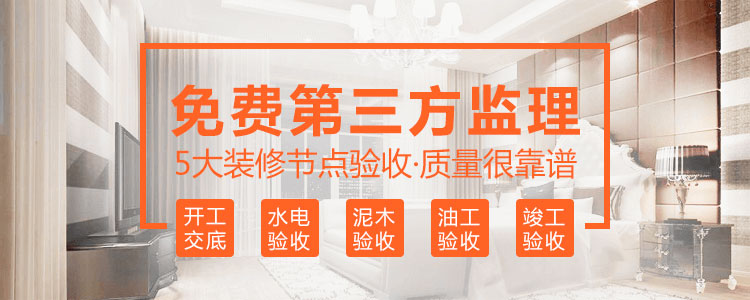 免费第三方监理
5大装修节点验收·质量很靠谱
开工
交底
水电
验收
泥木
验收
油工
验收
竣工
验收